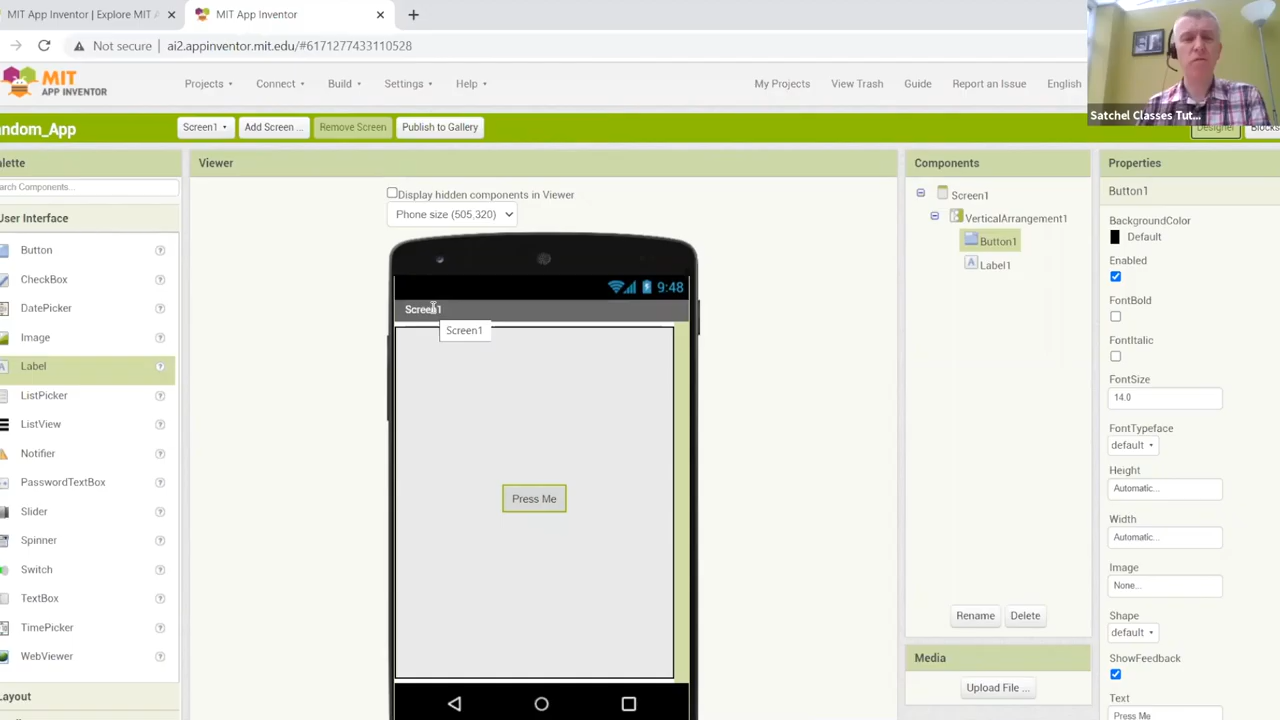 MIT App Inventor | Explore MIT A
MIT App Inventor
Not secure
ai2.appinventor.mit.edu/#6171277433110528
MIT
APP INVENTOR
Projects
Connect
Build
Settings
Help
My Projects
View Trash
Guide
Report an Issue
English
Satchel Classes Tut...
ndom_App
Screen1
Add Screen ...
Remove Screen
Publish to Gallery
Designer
Blocks
alette
Viewer
Components
Properties
earch Components...
User Interface
Button
CheckBox
DatePicker
Image
Label
ListPicker
ListView
Notifier
PasswordTextBox
Slider
Spinner
Switch
TextBox
TimePicker
WebViewer
Layout
Display hidden components in Viewer
Phone size (505,320)
9:48
Screen1
Screen1
Press Me
Screen1
VerticalArrangement1
Button1
Label1
Rename
Delete
Media
Upload File ...
Button1
BackgroundColor
Default
Enabled
FontBold
FontItalic
FontSize
14.0
FontTypeface
default
Height
Automatic...
Width
Automatic...
Image
None...
Shape
default
ShowFeedback
Text
Press Me